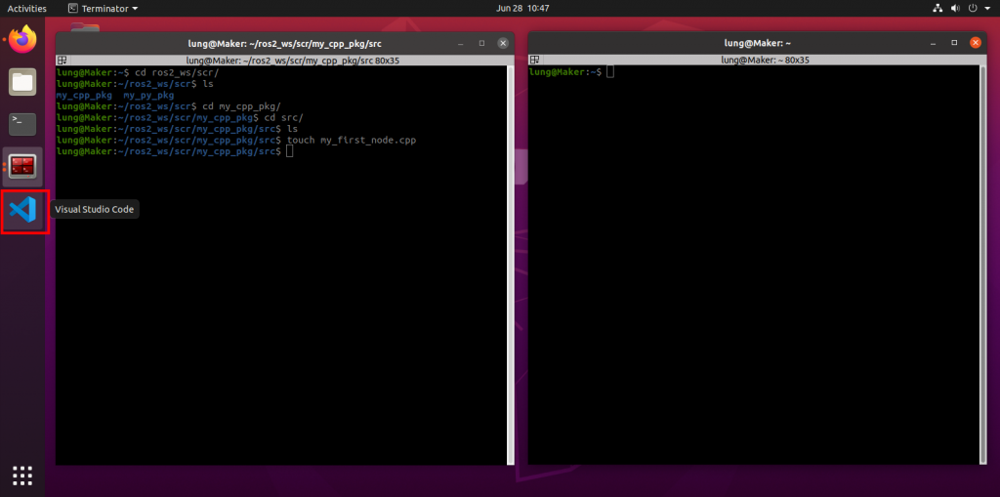 Activities
Terminator
Jun 28 10:47
lung@Maker: ~/ros2_ws/scr/my_cpp_pkg/src
lung@Maker: ~/ros2_ws/scr/my_cpp_pkg/src 80x35
lung@Maker:~$ cd ros2_ws/scr/
lung@Maker:~/ros2_ws/scr$ ls
my_cpp_pkg my_py_pkg
lung@Maker:~/ros2_ws/scr$ cd my_cpp_pkg/
lung@Maker:~/ros2_ws/scr/my_cpp_pkg$ cd src/
lung@Maker:~/ros2_ws/scr/my_cpp_pkg/src$ ls
lung@Maker:~/ros2_ws/scr/my_cpp_pkg/src$ touch my_first_node.cpp
lung@Maker:~/ros2_ws/scr/my_cpp_pkg/src$
Visual Studio Code
lung@Maker: ~
lung@Maker: ~ 80x35
lung@Maker:~$